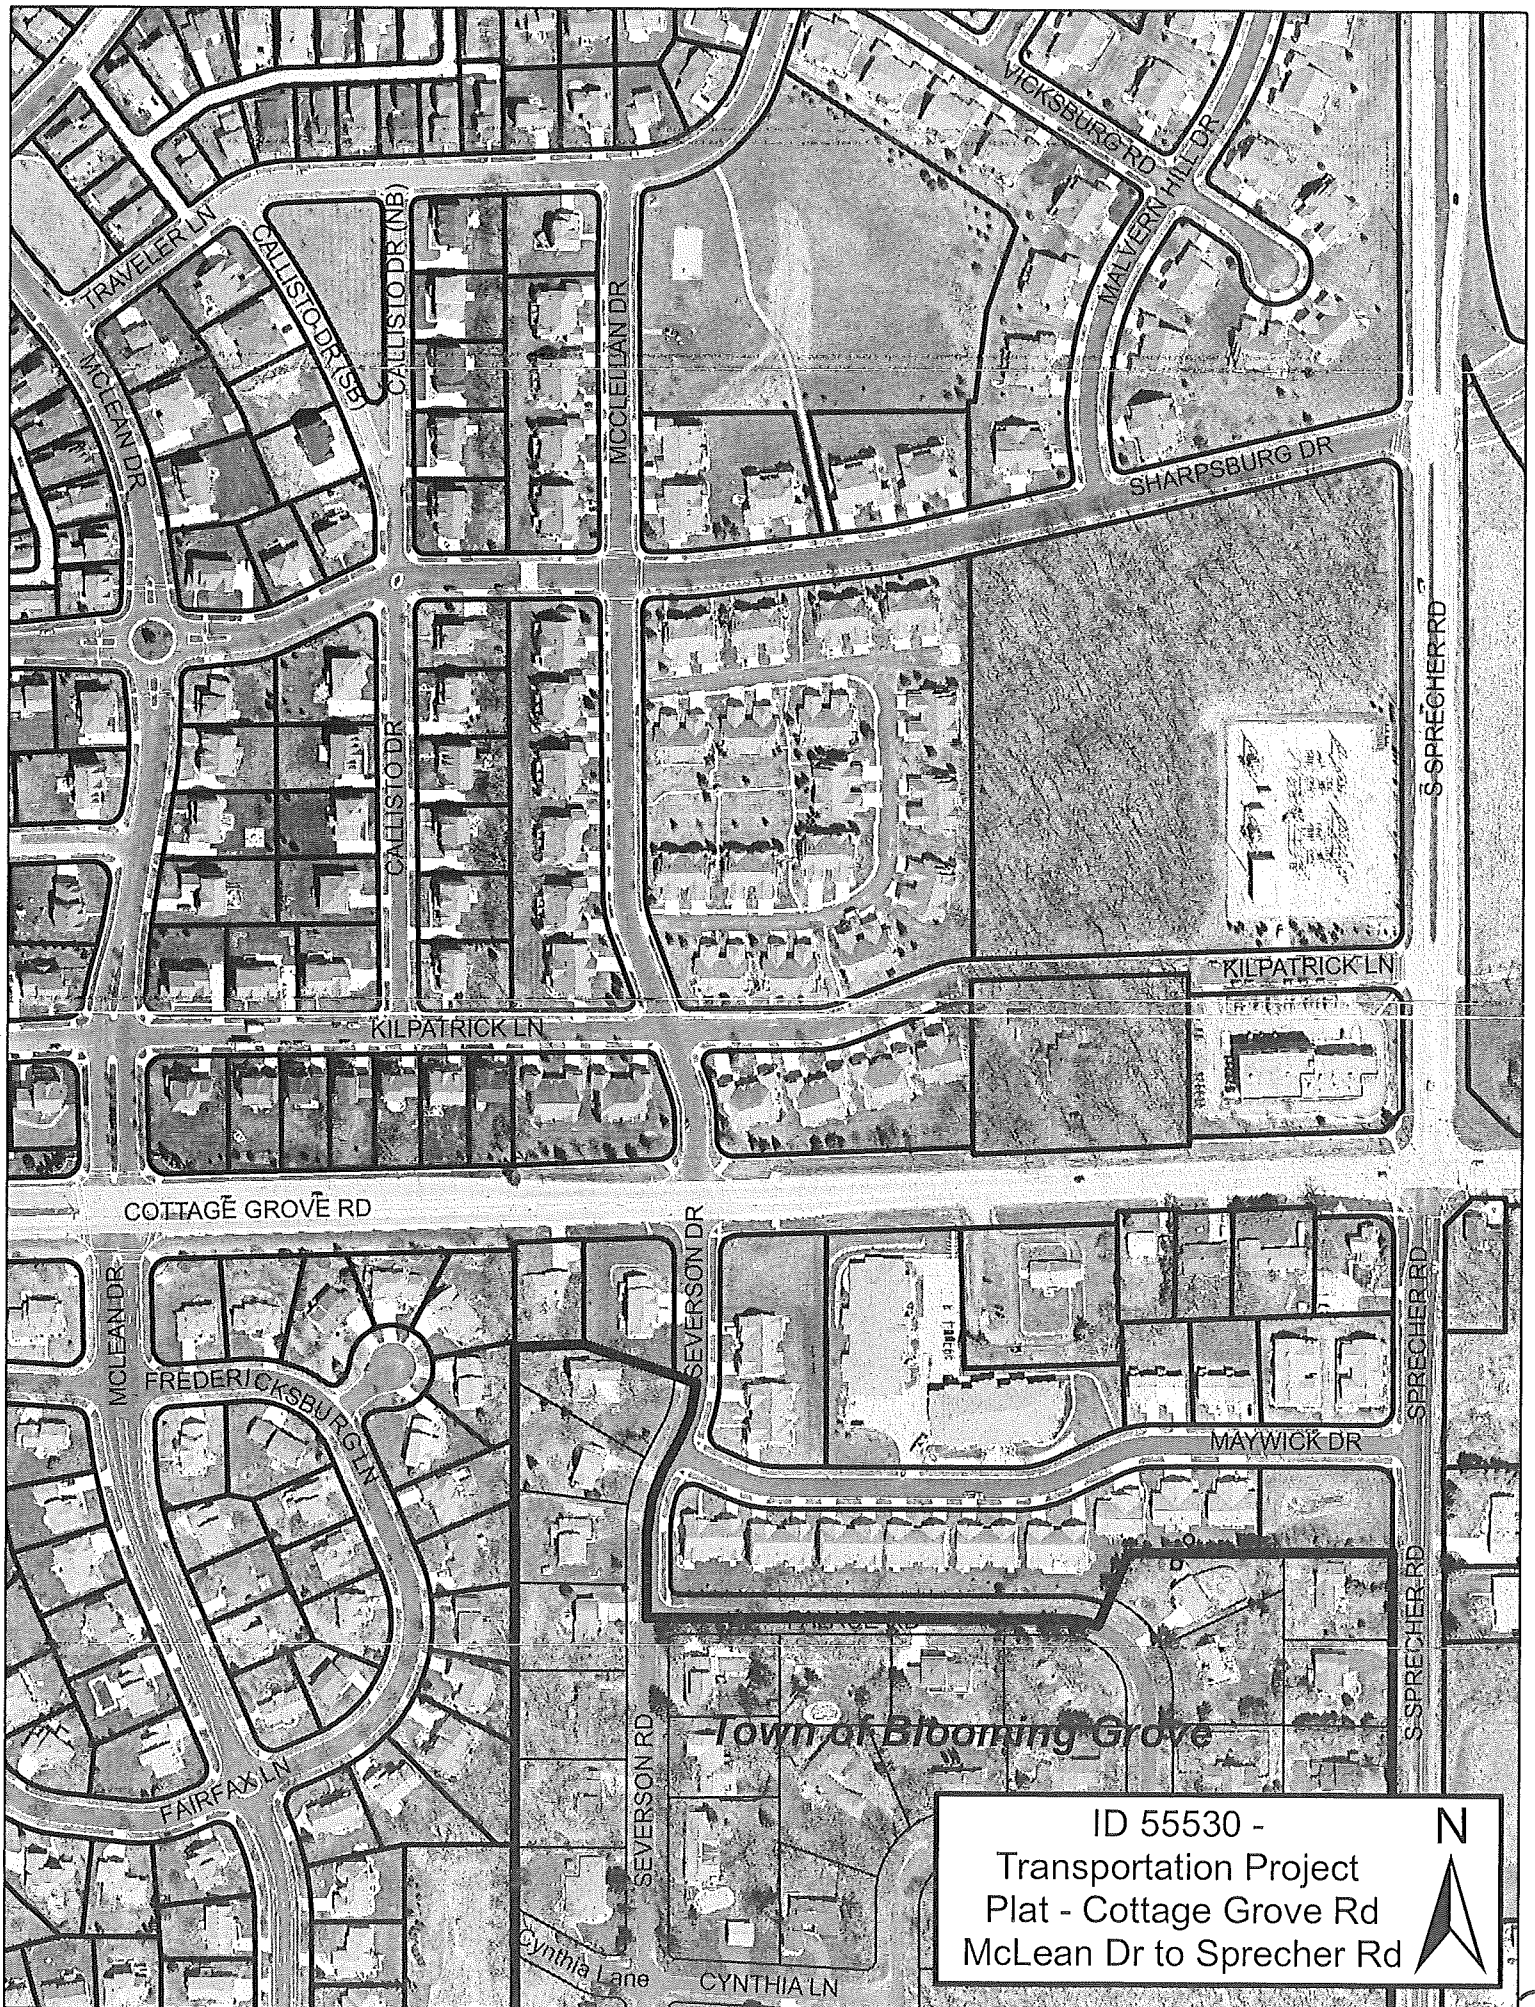 VICKSBURG RD
MALVERN HILL DR
TRAVELER LN
CALLISTO DR (SB)
CALLISTO DR (NB)
MCCLELLAN DR
MCLEAN DR
SHARPSBURG DR
S SPRECHER RD
CALLISTO DR
KILPATRICK LN
KILPATRICK LN
COTTAGE GROVE RD
MCLEAN DR
SEVERSON DR
SPRECHER RD
FREDERICKSBURG LN
MAYWICK DR
S SPRECHER RD
Town of Blooming Grove
S SPRECHER RD
SEVERSON RD
FAIRFAX LN
Cynthia Lane
CYNTHIA LN
ID 55530 -
Transportation Project
Plat - Cottage Grove Rd
McLean Dr to Sprecher Rd
N